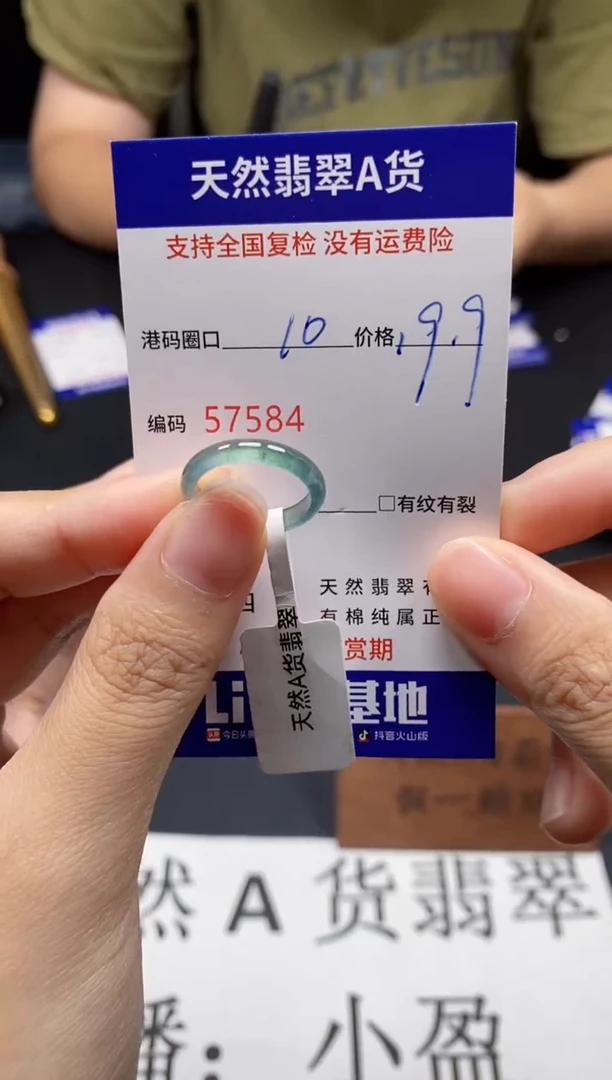 天然翡翠A货
支持全国复检 没有运费险
港码圈口 10 价格 9.9
编码 57584
□有纹有裂
天然翡翠
有棉纯属正
赏期
Li 基地
今日头 抖音火山版
天然A货翡翠
然A货翡翠
播：小盈